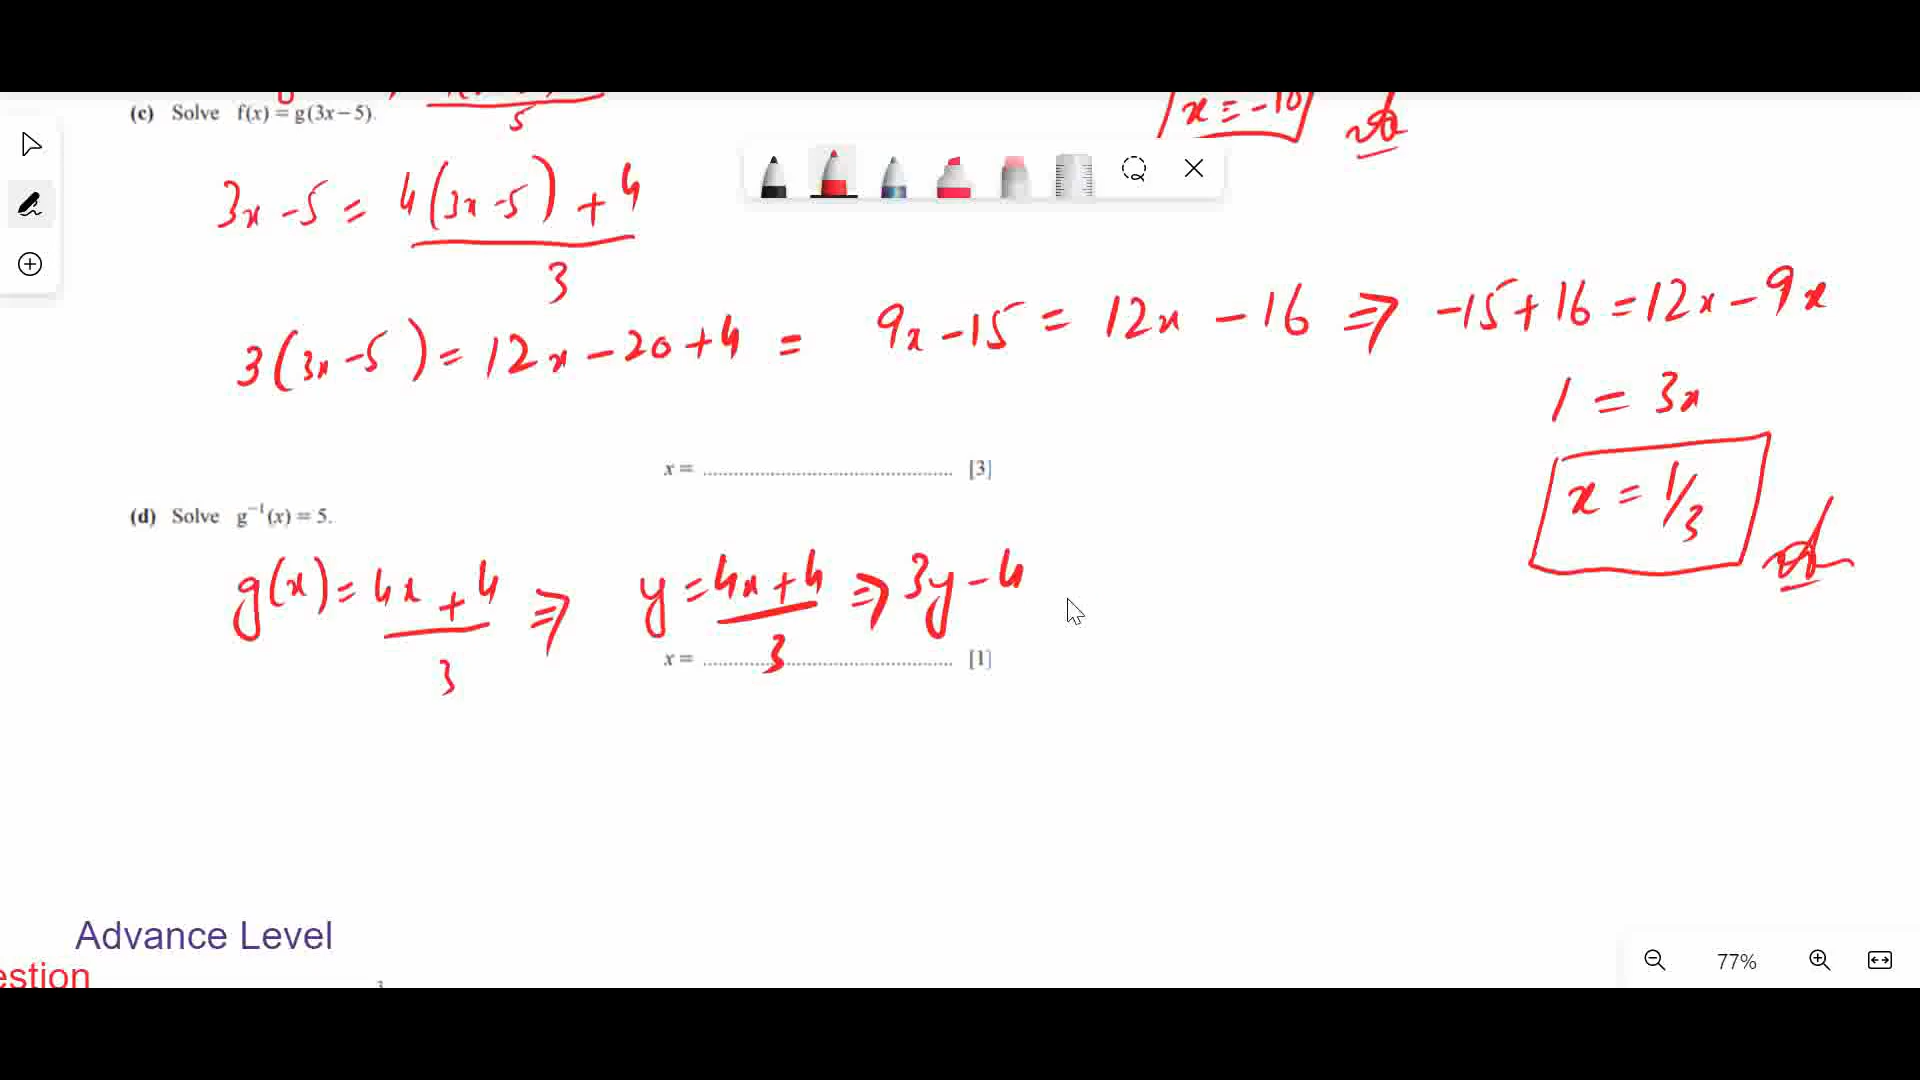 (c) Solve f(x) = g(3x − 5).
5
x = -10
3x - 5 = 4(3x - 5) + 4
3
3(3x - 5) = 12x - 20 + 4 = 9x - 15 = 12x - 16 ⇒ -15 + 16 = 12x - 9x
1 = 3x
x = 1/3
x = ................................................ [3]
(d) Solve g⁻¹(x) = 5.
g(x) = 4x + 4 ⇒ y = 4x + 4 ⇒ 3y - 4
3 3
x = ................................................ [1]
Advance Level
estion
77%